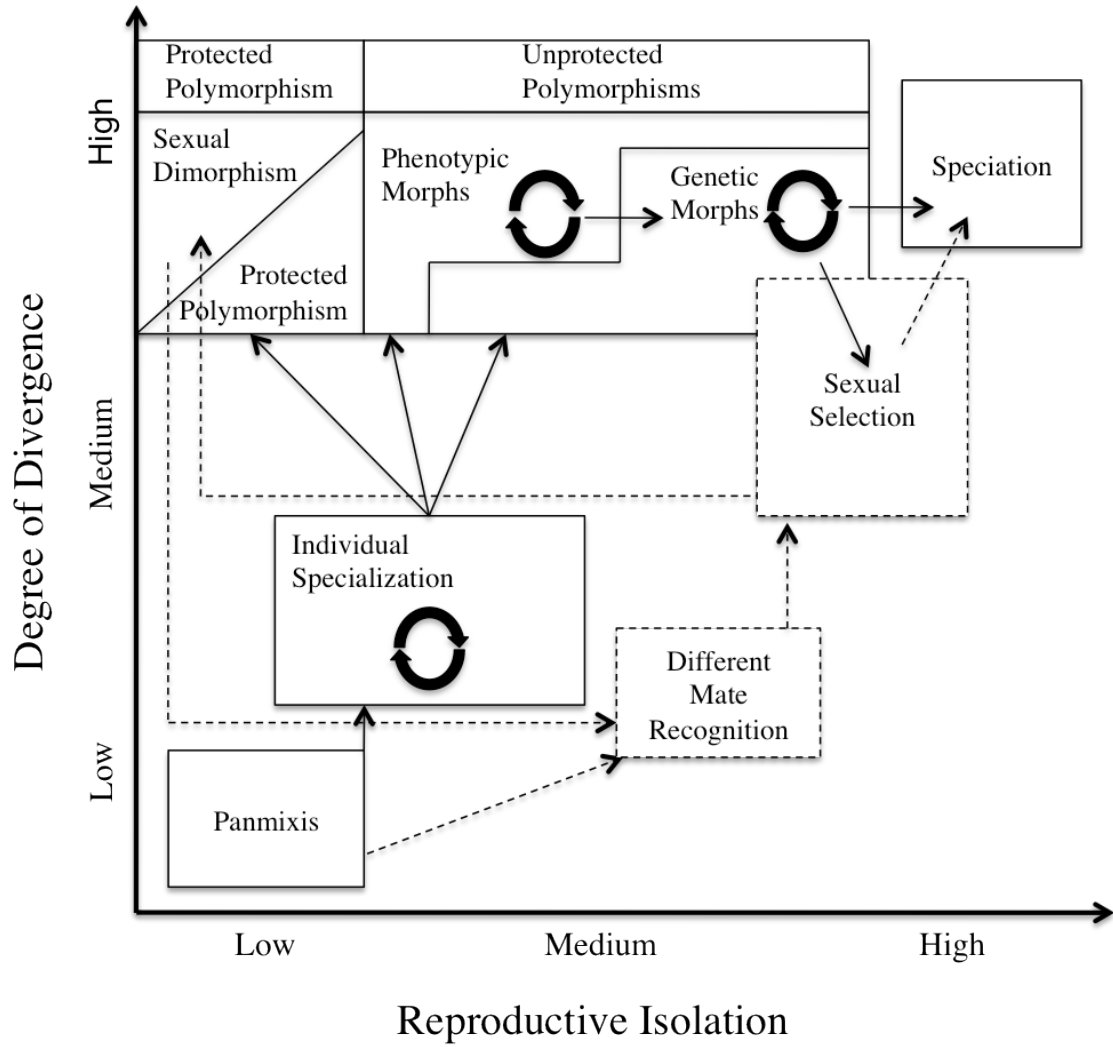 Protected
Polymorphism
Unprotected
Polymorphisms
Sexual
Dimorphism
Protected
Polymorphism
Phenotypic
Morphs
Genetic
Morphs
Speciation
Sexual
Selection
Individual
Specialization
Different
Mate
Recognition
Panmixis
Degree of Divergence
High
Medium
Low
Low
Medium
High
Reproductive Isolation